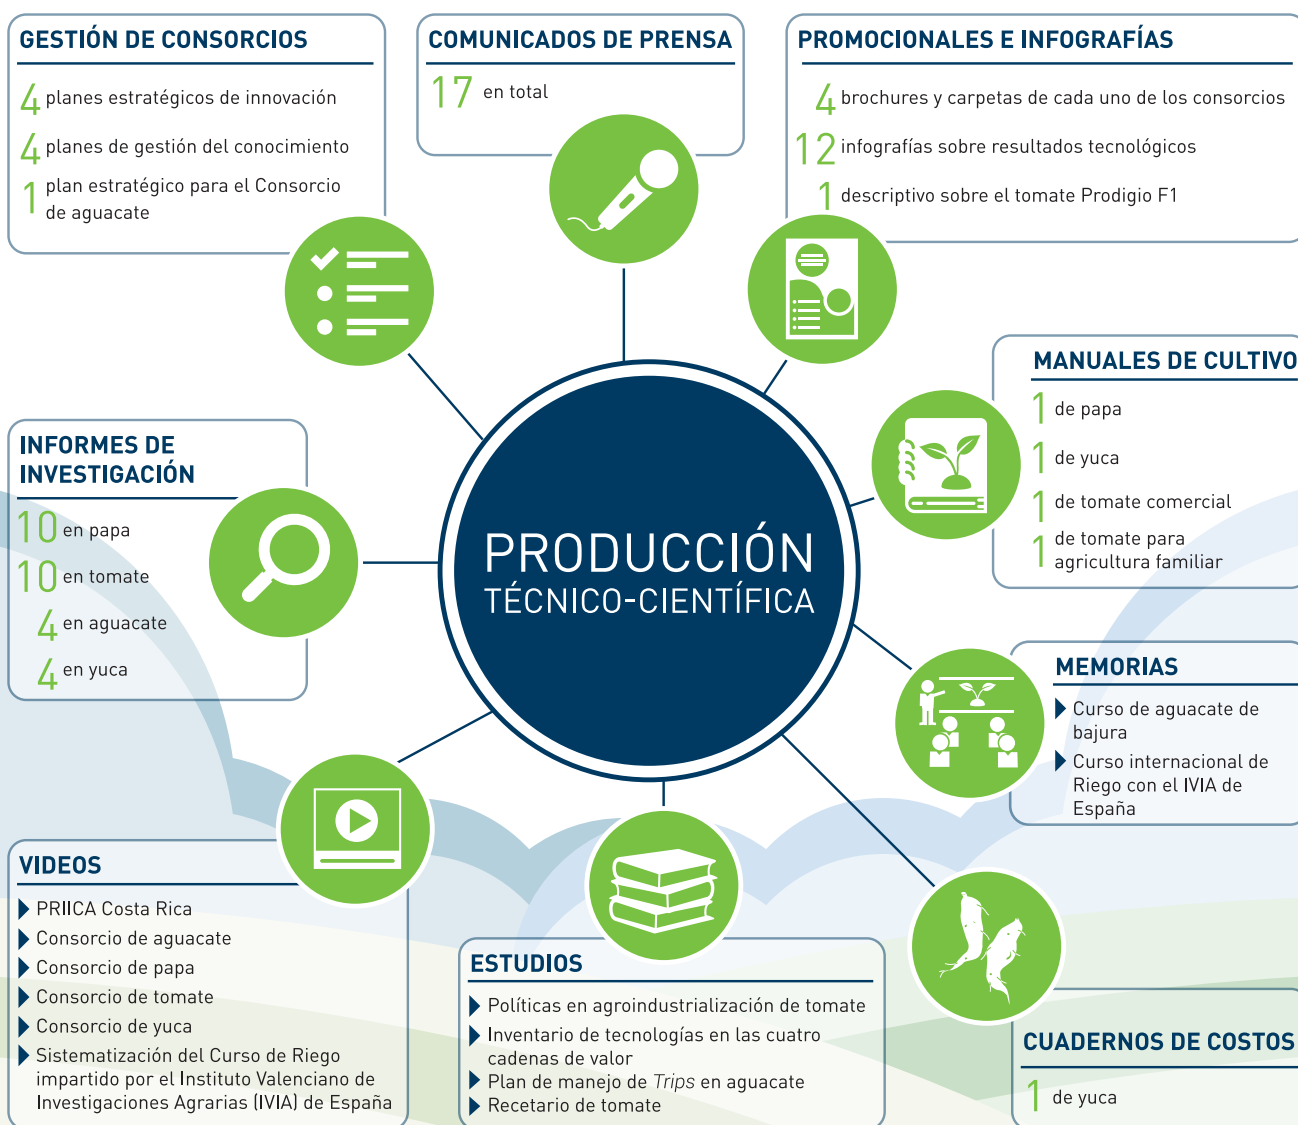 GESTIÓN DE CONSORCIOS
4 planes estratégicos de innovación
4 planes de gestión del conocimiento
1 plan estratégico para el Consorcio
de aguacate
COMUNICADOS DE PRENSA
17 en total
PROMOCIONALES E INFOGRAFÍAS
4 brochures y carpetas de cada uno de los consorcios
12 infografías sobre resultados tecnológicos
1 descriptivo sobre el tomate Prodigio F1
MANUALES DE CULTIVO
1 de papa
1 de yuca
1 de tomate comercial
1 de tomate para
agricultura familiar
INFORMES DE
INVESTIGACIÓN
10 en papa
10 en tomate
4 en aguacate
4 en yuca
PRODUCCIÓN
TÉCNICO-CIENTÍFICA
MEMORIAS
Curso de aguacate de
bajura
Curso internacional de
Riego con el IVIA de
España
VIDEOS
PRIICA Costa Rica
Consorcio de aguacate
Consorcio de papa
Consorcio de tomate
Consorcio de yuca
Sistematización del Curso de Riego
impartido por el Instituto Valenciano de
Investigaciones Agrarias (IVIA) de España
ESTUDIOS
Políticas en agroindustrialización de tomate
Inventario de tecnologías en las cuatro
cadenas de valor
Plan de manejo de Trips en aguacate
Recetario de tomate
CUADERNOS DE COSTOS
1 de yuca